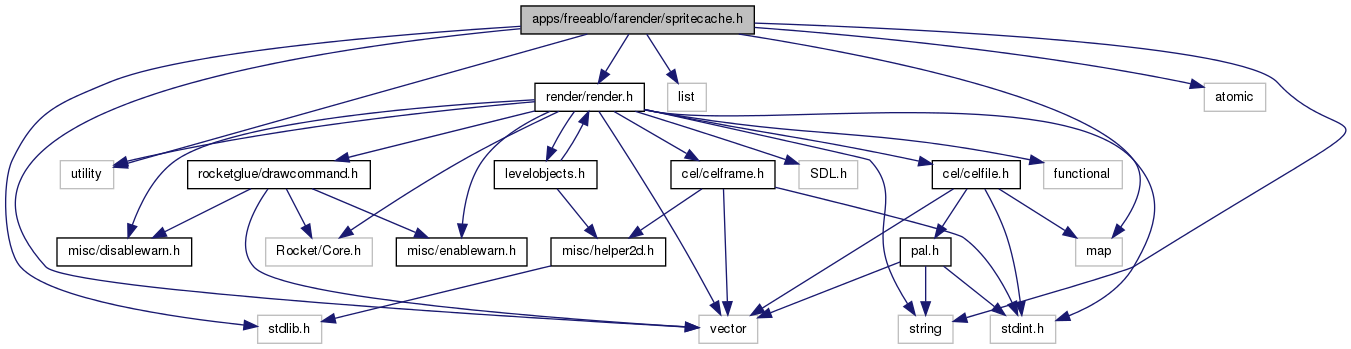 apps/freeablo/farender/spritecache.h
render/render.h
list
atomic
utility
rocketglue/drawcommand.h
levelobjects.h
cel/celframe.h
SDL.h
cel/celfile.h
functional
misc/disablewarn.h
Rocket/Core.h
misc/enablewarn.h
misc/helper2d.h
pal.h
map
stdlib.h
vector
string
stdint.h